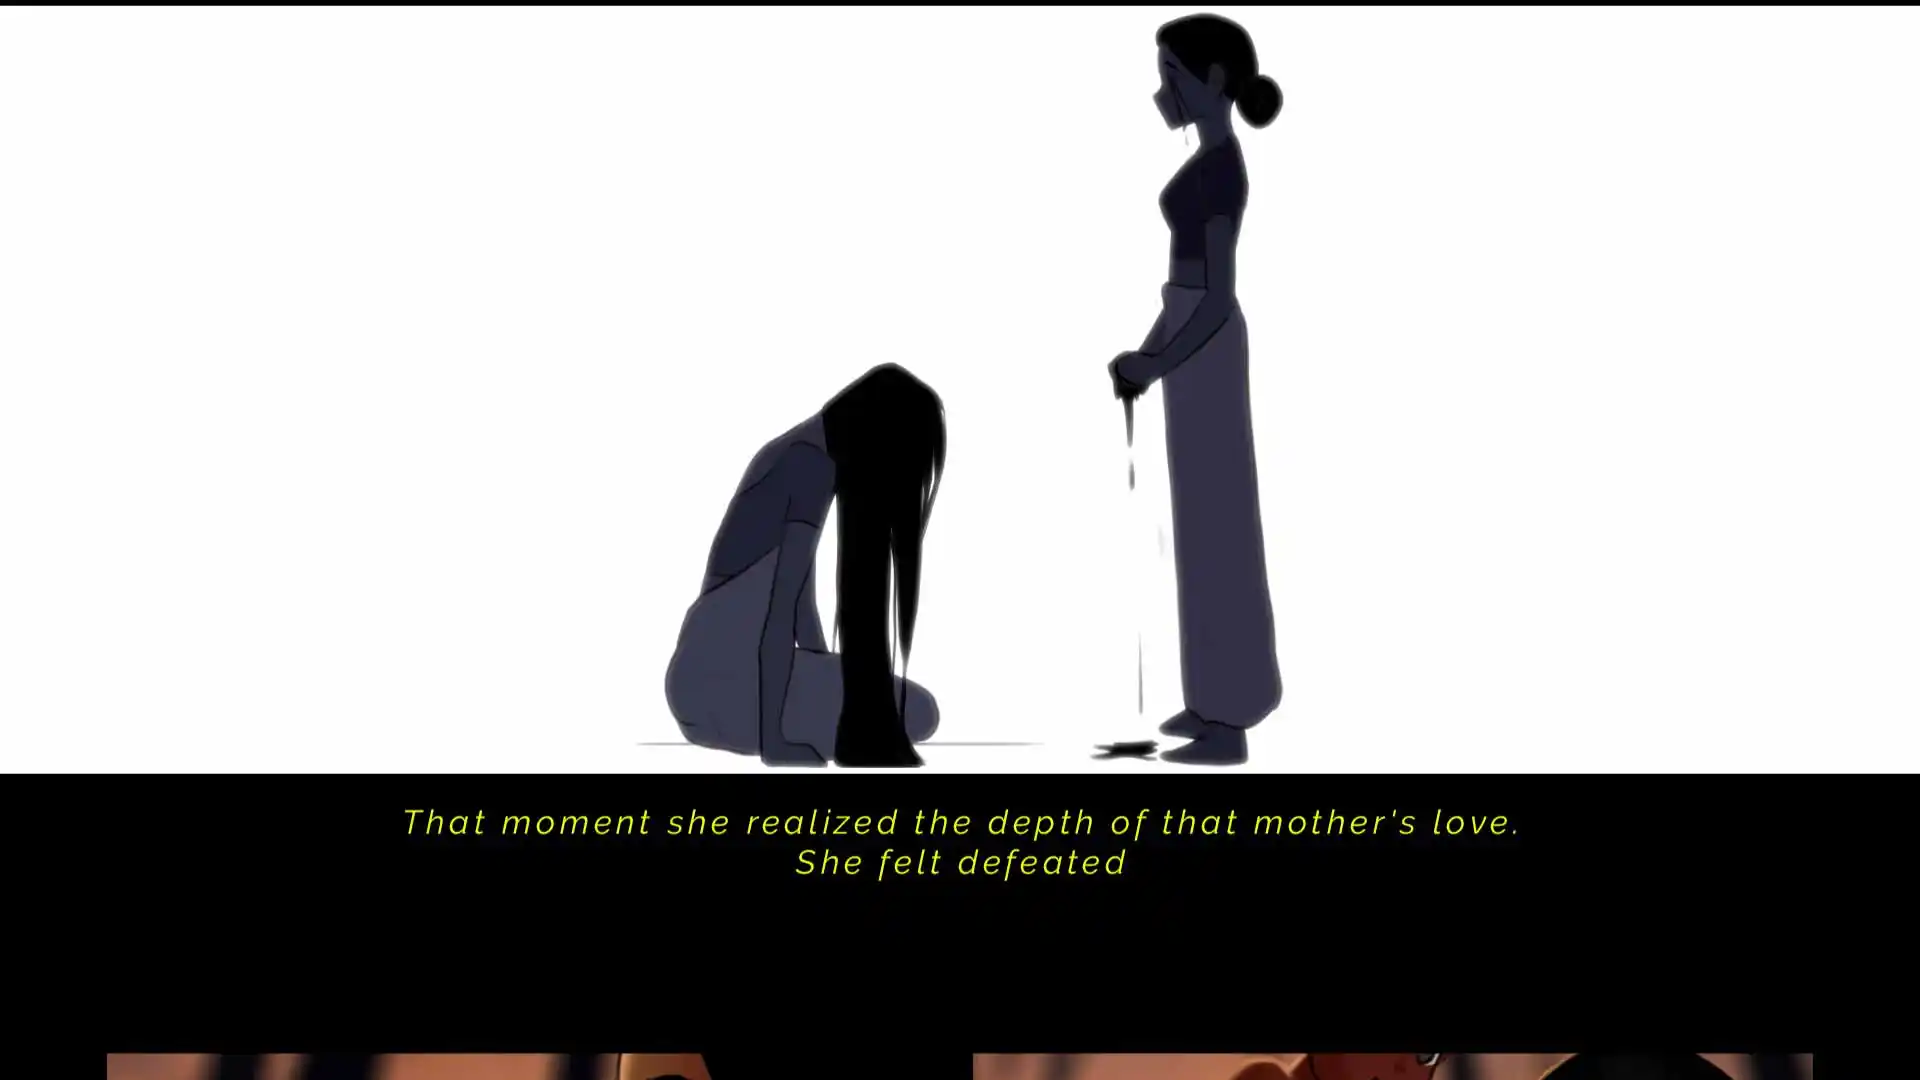 That moment she realized the depth of that mother's love.
She felt defeated